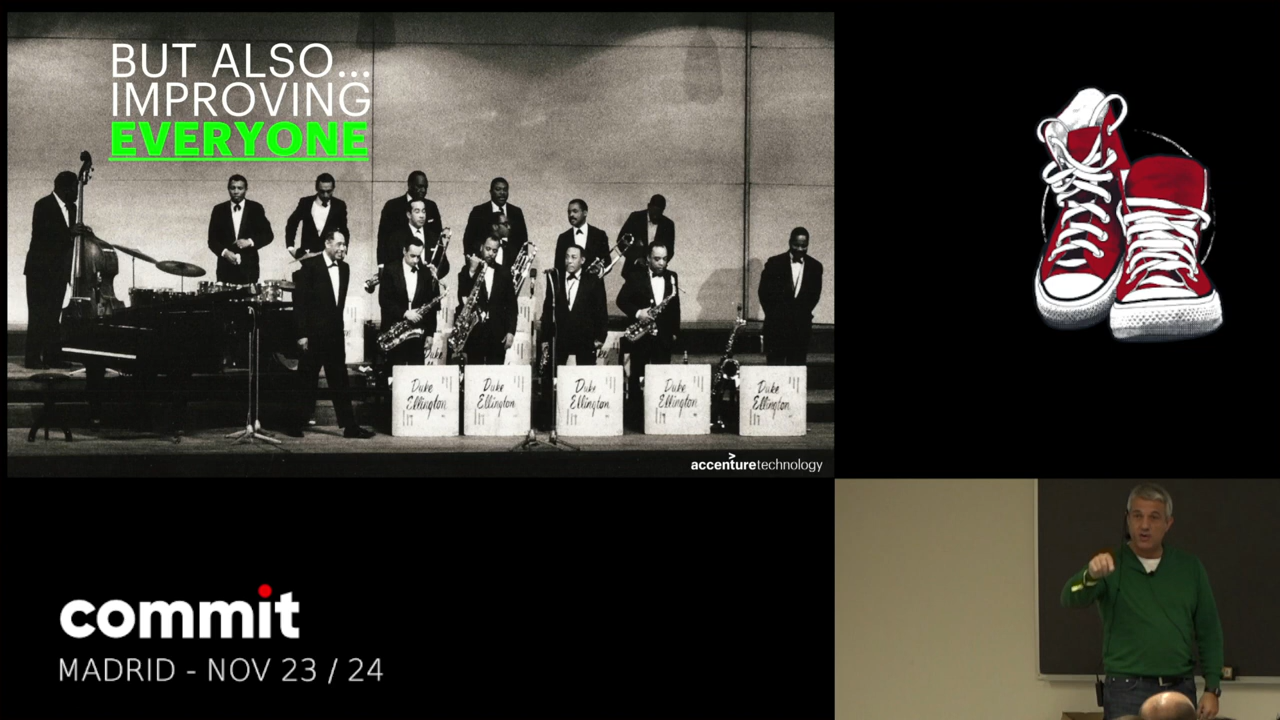 BUT ALSO...
IMPROVING
EVERYONE
Duke
Duke Ellington
Duke Ellington
Duke Ellington
Duke Ellington
Duke Ellington
accenturetechnology
commit
MADRID - NOV 23 / 24